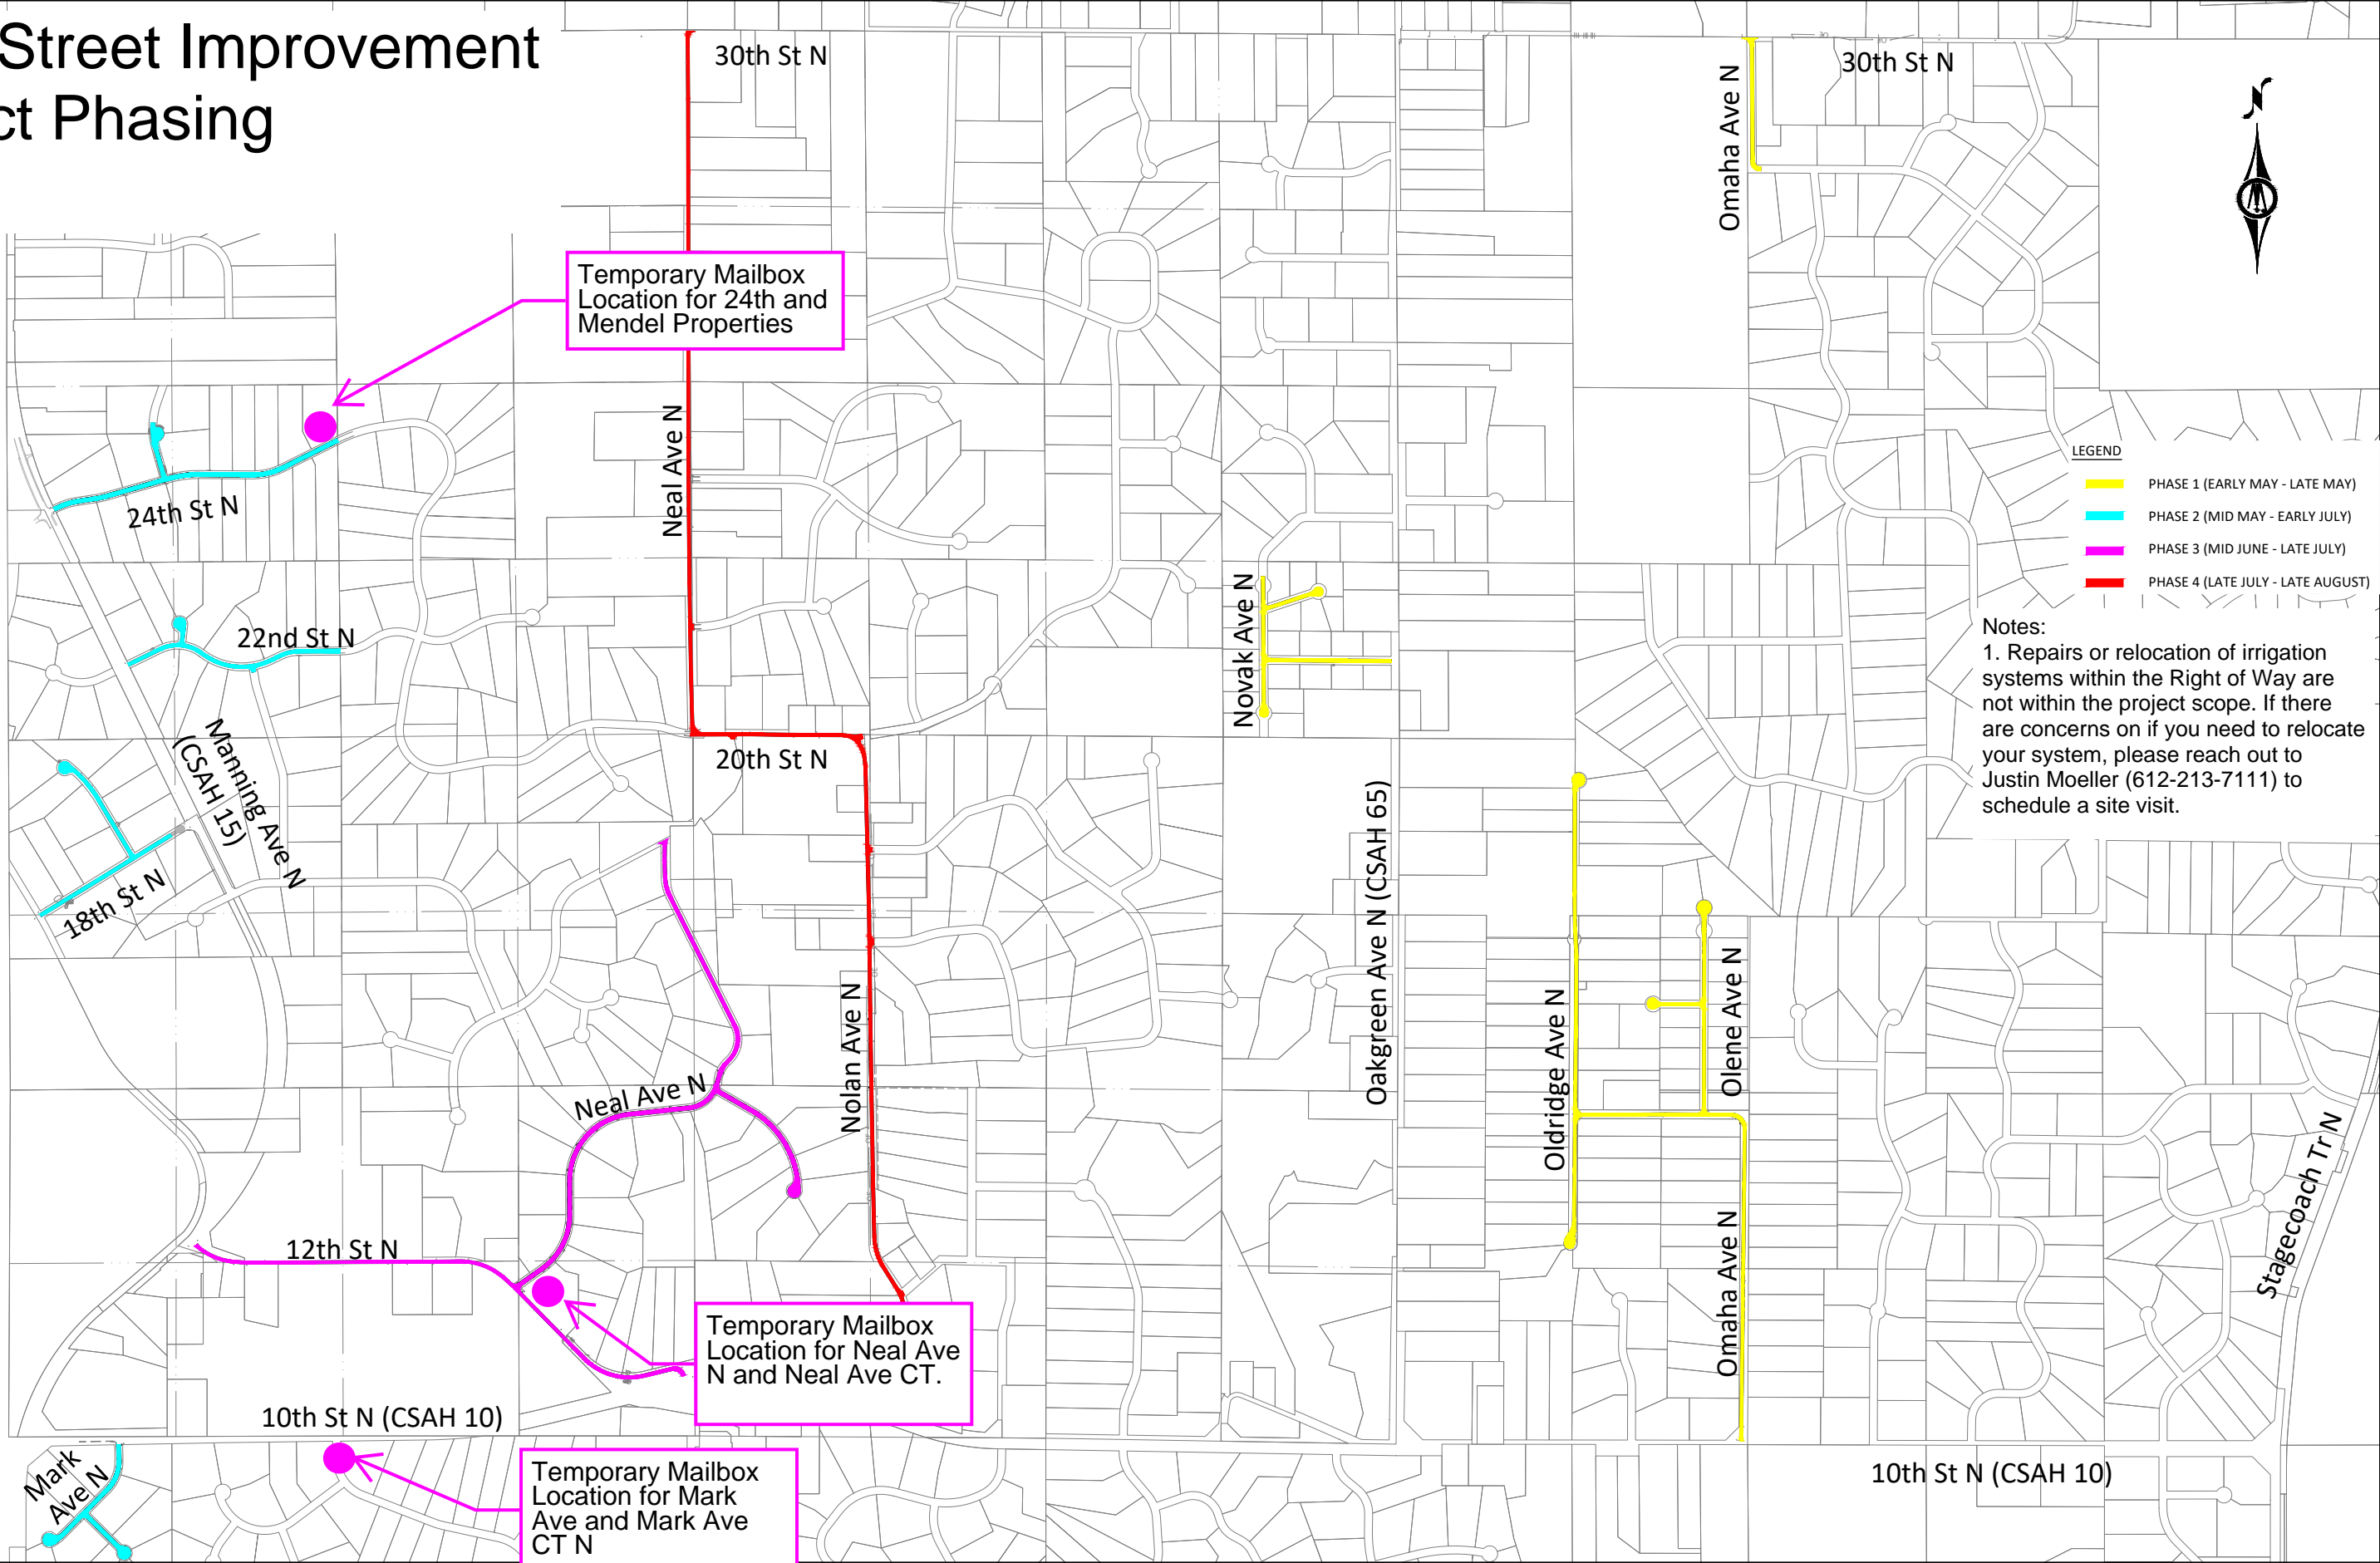 Street Improvement
ct Phasing
30th St N
30th St N
Omaha Ave N
N
Temporary Mailbox
Location for 24th and
Mendel Properties
Neal Ave N
24th St N
LEGEND
PHASE 1 (EARLY MAY - LATE MAY)
PHASE 2 (MID MAY - EARLY JULY)
PHASE 3 (MID JUNE - LATE JULY)
PHASE 4 (LATE JULY - LATE AUGUST)
22nd St N
Novak Ave N
Notes:
1. Repairs or relocation of irrigation
systems within the Right of Way are
not within the project scope. If there
are concerns on if you need to relocate
your system, please reach out to
Justin Moeller (612-213-7111) to
schedule a site visit.
Manning Ave N
(CSAH 15)
20th St N
18th St N
Oakgreen Ave N (CSAH 65)
Nolan Ave N
Oldridge Ave N
Olene Ave N
Neal Ave N
Stagecoach Tr N
12th St N
Omaha Ave N
Temporary Mailbox
Location for Neal Ave
N and Neal Ave CT.
10th St N (CSAH 10)
Mark
Ave N
Temporary Mailbox
Location for Mark
Ave and Mark Ave
CT N
10th St N (CSAH 10)